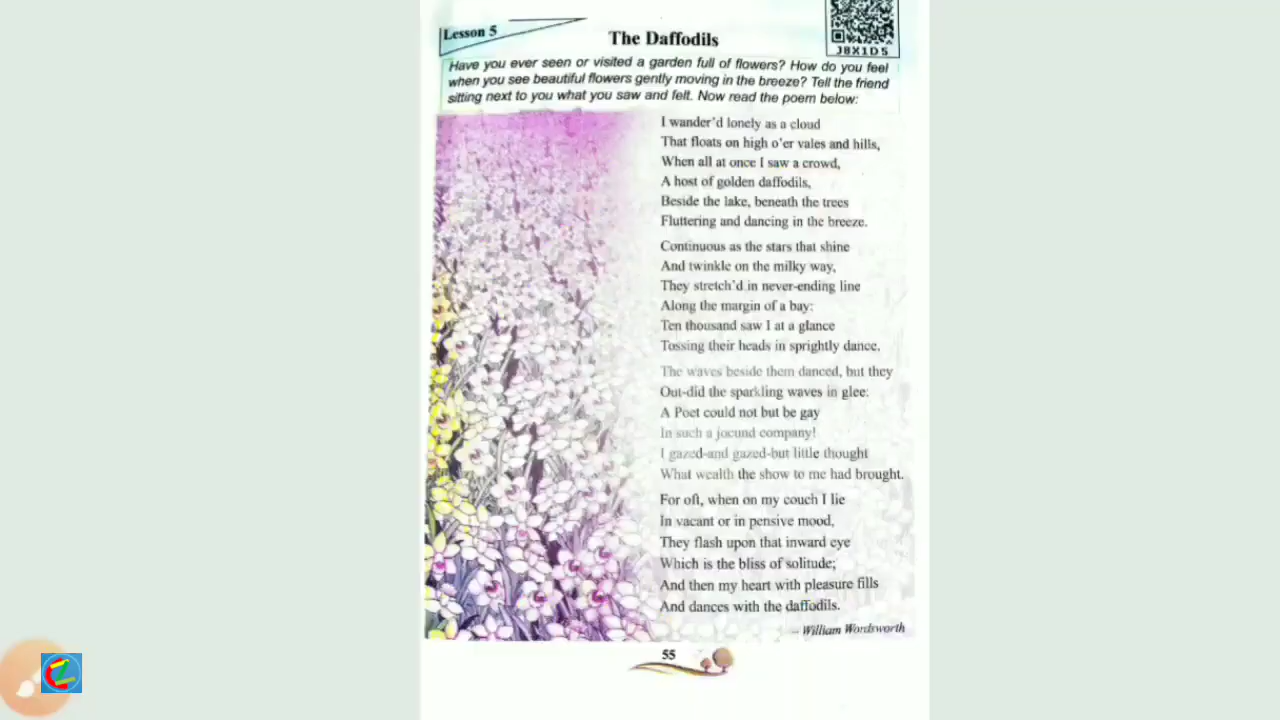 Lesson 5
The Daffodils
J8X1D5
Have you ever seen or visited a garden full of flowers? How do you feel
when you see beautiful flowers gently moving in the breeze? Tell the friend
sitting next to you what you saw and felt. Now read the poem below:
I wander'd lonely as a cloud
That floats on high o'er vales and hills,
When all at once I saw a crowd,
A host of golden daffodils,
Beside the lake, beneath the trees
Fluttering and dancing in the breeze.
Continuous as the stars that shine
And twinkle on the milky way,
They stretch'd in never-ending line
Along the margin of a bay:
Ten thousand saw I at a glance
Tossing their heads in sprightly dance.
The waves beside them danced, but they
Out-did the sparkling waves in glee:
A Poet could not but be gay
In such a jocund company!
I gazed-and gazed-but little thought
What wealth the show to me had brought.
For oft, when on my couch I lie
In vacant or in pensive mood,
They flash upon that inward eye
Which is the bliss of solitude;
And then my heart with pleasure fills
And dances with the daffodils.
– William Wordsworth
55